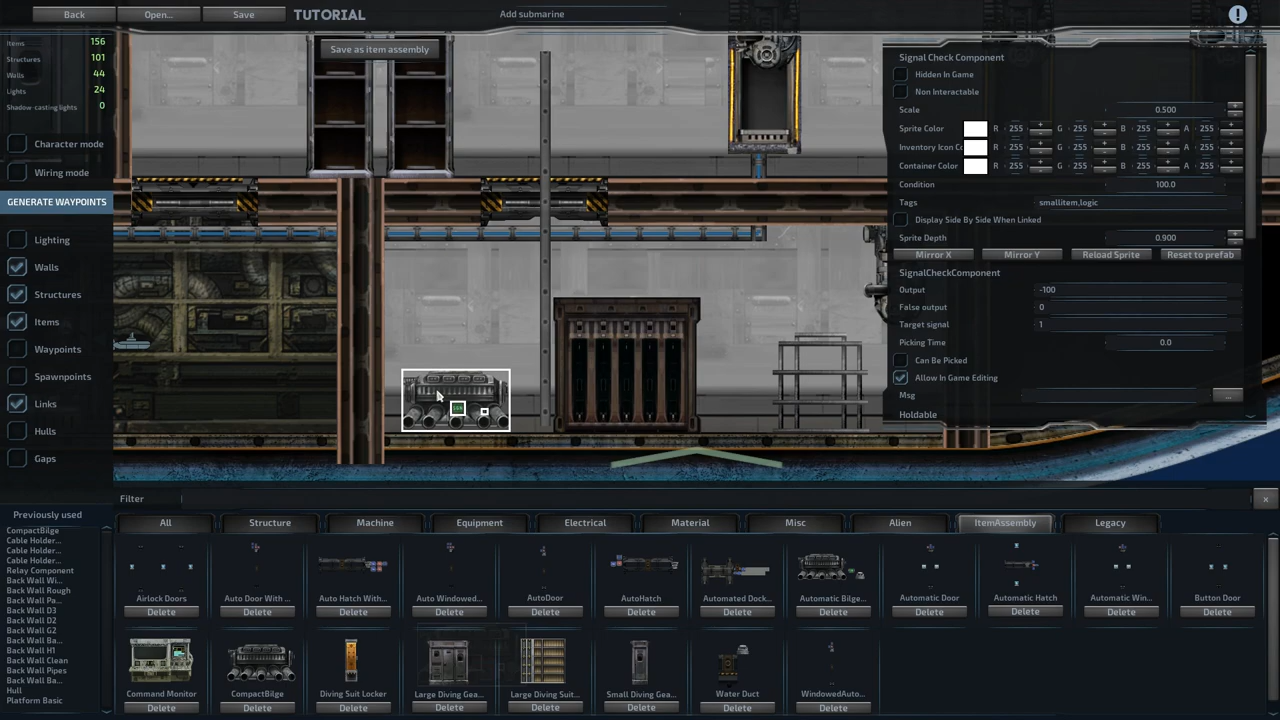 Back
Open...
Save
TUTORIAL
Add submarine
Items 156
Structures 101
Walls 44
Lights 24
Shadow-casting lights 0
Character mode
Wiring mode
GENERATE WAYPOINTS
Lighting
Walls
Structures
Items
Waypoints
Spawnpoints
Links
Hulls
Gaps
Save as item assembly
Signal Check Component
Hidden In Game
Non Interactable
Scale 0.500
Sprite Color R 255 G 255 B 255 A 255
Inventory Icon Co R 255 G 255 B 255 A 255
Container Color R 255 G 255 B 255 A 255
Condition 100.0
Tags smallitem,logic
Display Side By Side When Linked
Sprite Depth 0.900
Mirror X Mirror Y Reload Sprite Reset to prefab
SignalCheckComponent
Output -100
False output 0
Target signal 1
Picking Time 0.0
Can Be Picked
Allow In Game Editing
Msg ...
Holdable
Filter
Previously used
CompactBilge
Cable Holder...
Cable Holder...
Cable Holder...
Relay Component
Back Wall Wi...
Back Wall Rough
Back Wall Pa...
Back Wall D3
Back Wall D2
Back Wall G2
Back Wall Ba...
Back Wall H1
Back Wall Clean
Back Wall Pipes
Back Wall Ba...
Hull
Platform Basic
All Structure Machine Equipment Electrical Material Misc Alien ItemAssembly Legacy
Airlock Doors Auto Door With ... Auto Hatch With... Auto Windowed... AutoDoor AutoHatch Automated Dock... Automatic Bilge... Automatic Door Automatic Hatch Automatic Win... Button Door
Delete Delete Delete Delete Delete Delete Delete Delete Delete Delete Delete Delete
Command Monitor CompactBilge Diving Suit Locker Large Diving Gea... Large Diving Suit... Small Diving Gea... Water Duct WindowedAuto...
Delete Delete Delete Delete Delete Delete Delete Delete